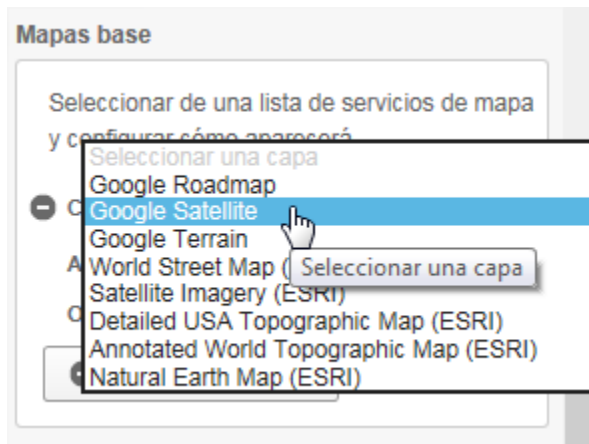 Mapas base
Seleccionar de una lista de servicios de mapa
y configurar cómo aparecerá
Seleccionar una capa
Google Roadmap
C
Google Satellite
Google Terrain
A
World Street Map (
Seleccionar una capa
Satellite Imagery (ESRI)
O
Detailed USA Topographic Map (ESRI)
Annotated World Topographic Map (ESRI)
Natural Earth Map (ESRI)